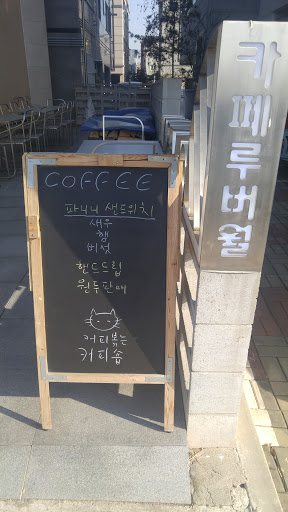 COFFEE
파니니 샌드위치
새우
햄
버섯
핸드드립
원두판매
커피볶는
커피숍
카페루버월